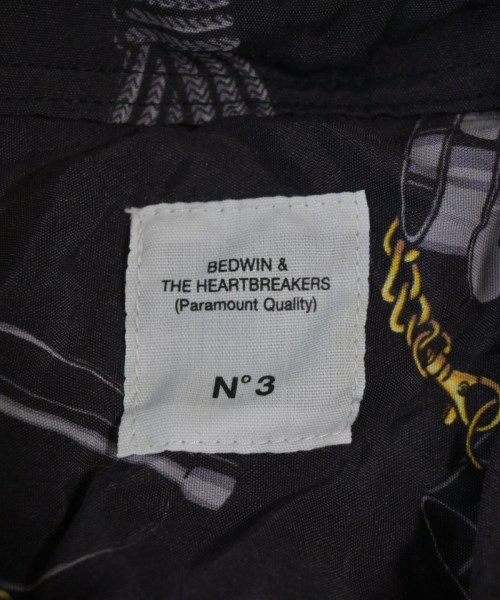 BEDWIN &
THE HEARTBREAKERS
(Paramount Quality)
N° 3